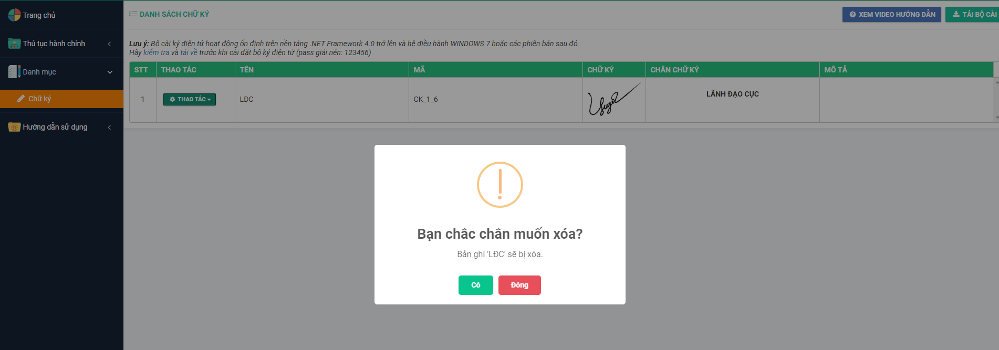 Trang chủ
Thủ tục hành chính
Danh mục
Chữ ký
Hướng dẫn sử dụng
DANH SÁCH CHỮ KÝ
XEM VIDEO HƯỚNG DẪN
TẢI BỘ CÀI
Lưu ý: Bộ cài ký điện tử hoạt động ổn định trên nền tảng .NET Framework 4.0 trở lên và hệ điều hành WINDOWS 7 hoặc các phiên bản sau đó.
Hãy kiểm tra và tải về trước khi cài đặt bộ ký điện tử (pass giải nén: 123456)
STT THAO TÁC TÊN MÃ CHỮ KÝ CHÂN CHỮ KÝ MÔ TẢ
1 THAO TÁC LĐC CK_1_6 LÃNH ĐẠO CỤC
Bạn chắc chắn muốn xóa?
Bản ghi 'LĐC' sẽ bị xóa.
Có
Đóng